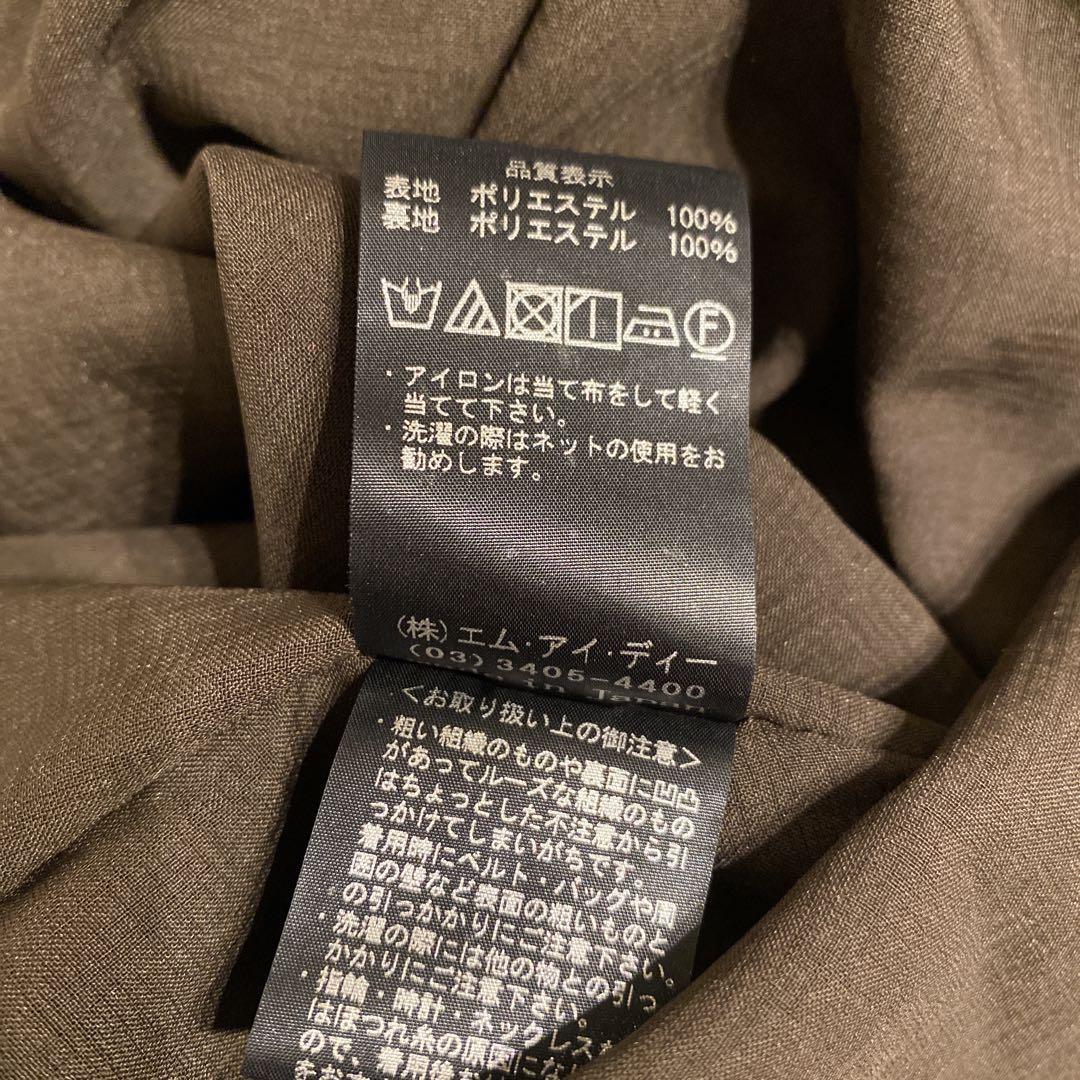 品質表示
表地 ポリエステル 100%
裏地 ポリエステル 100%
F
・アイロンは当て布をして軽く
当てて下さい。
・洗濯の際はネットの使用をお
勧めします。
(株)エム・アイ・ディー
(03)3405-4400
in Japan
<お取り扱い上の御注意>
・粗い組織のものや裏面に凹凸
があってルーズな組織のもの
はちょっとした不注意から引
っかけてしまいがちです。
着用時にベルト・バッグや周
囲の壁など表面の粗いものと
の引っかかりにご注意下さい。
・洗濯の際には他の物との引っ
かかりにご注意下さい。
・指輪・時計・ネックレス
はほつれ糸の原因にな
ので、着用